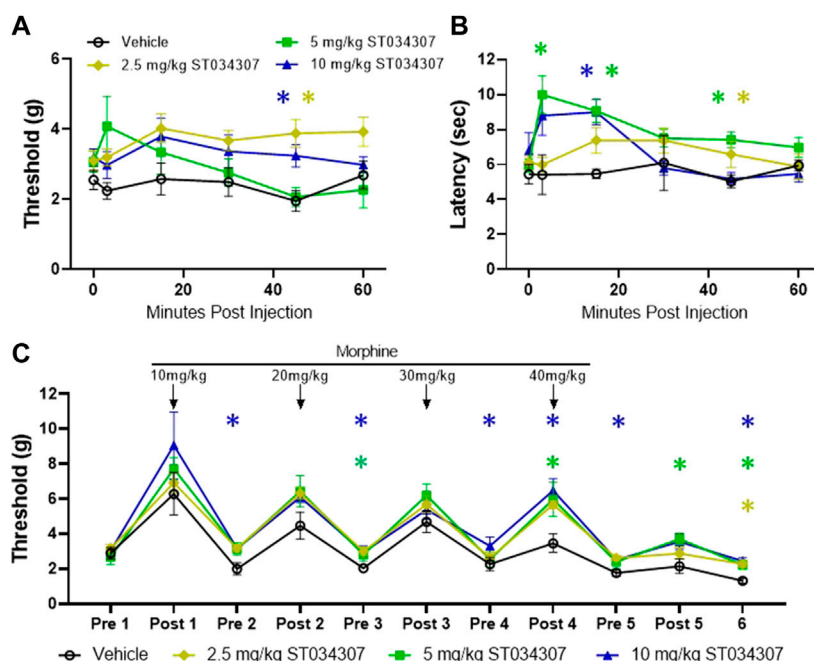 A
Vehicle
5 mg/kg ST034307
2.5 mg/kg ST034307
10 mg/kg ST034307
6
4
2
0
Threshold (g)
* *
0 20 40 60
Minutes Post Injection
B
12
10
8
6
4
2
0
Latency (sec)
* * * * *
0 20 40 60
Minutes Post Injection
C
Morphine
10mg/kg 20mg/kg 30mg/kg 40mg/kg
12
10
8
6
4
2
0
Threshold (g)
* * * * * *
* * * *
*
Pre 1 Post 1 Pre 2 Post 2 Pre 3 Post 3 Pre 4 Post 4 Pre 5 Post 5 6
Vehicle 2.5 mg/kg ST034307 5 mg/kg ST034307 10 mg/kg ST034307